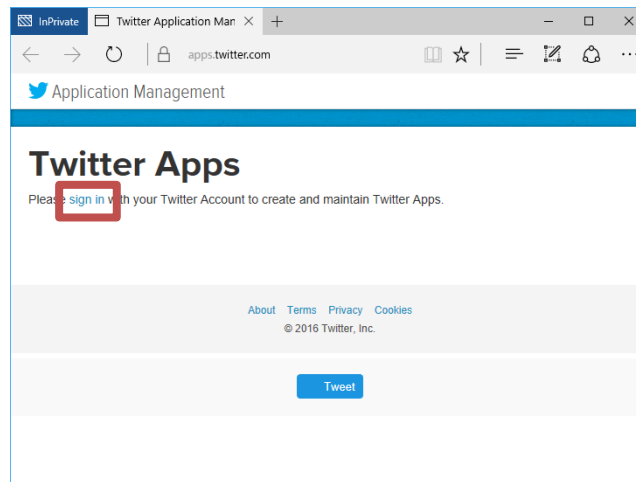 InPrivate Twitter Application Man
apps.twitter.com
Application Management
Twitter Apps
Please sign in with your Twitter Account to create and maintain Twitter Apps.
About Terms Privacy Cookies
© 2016 Twitter, Inc.
Tweet